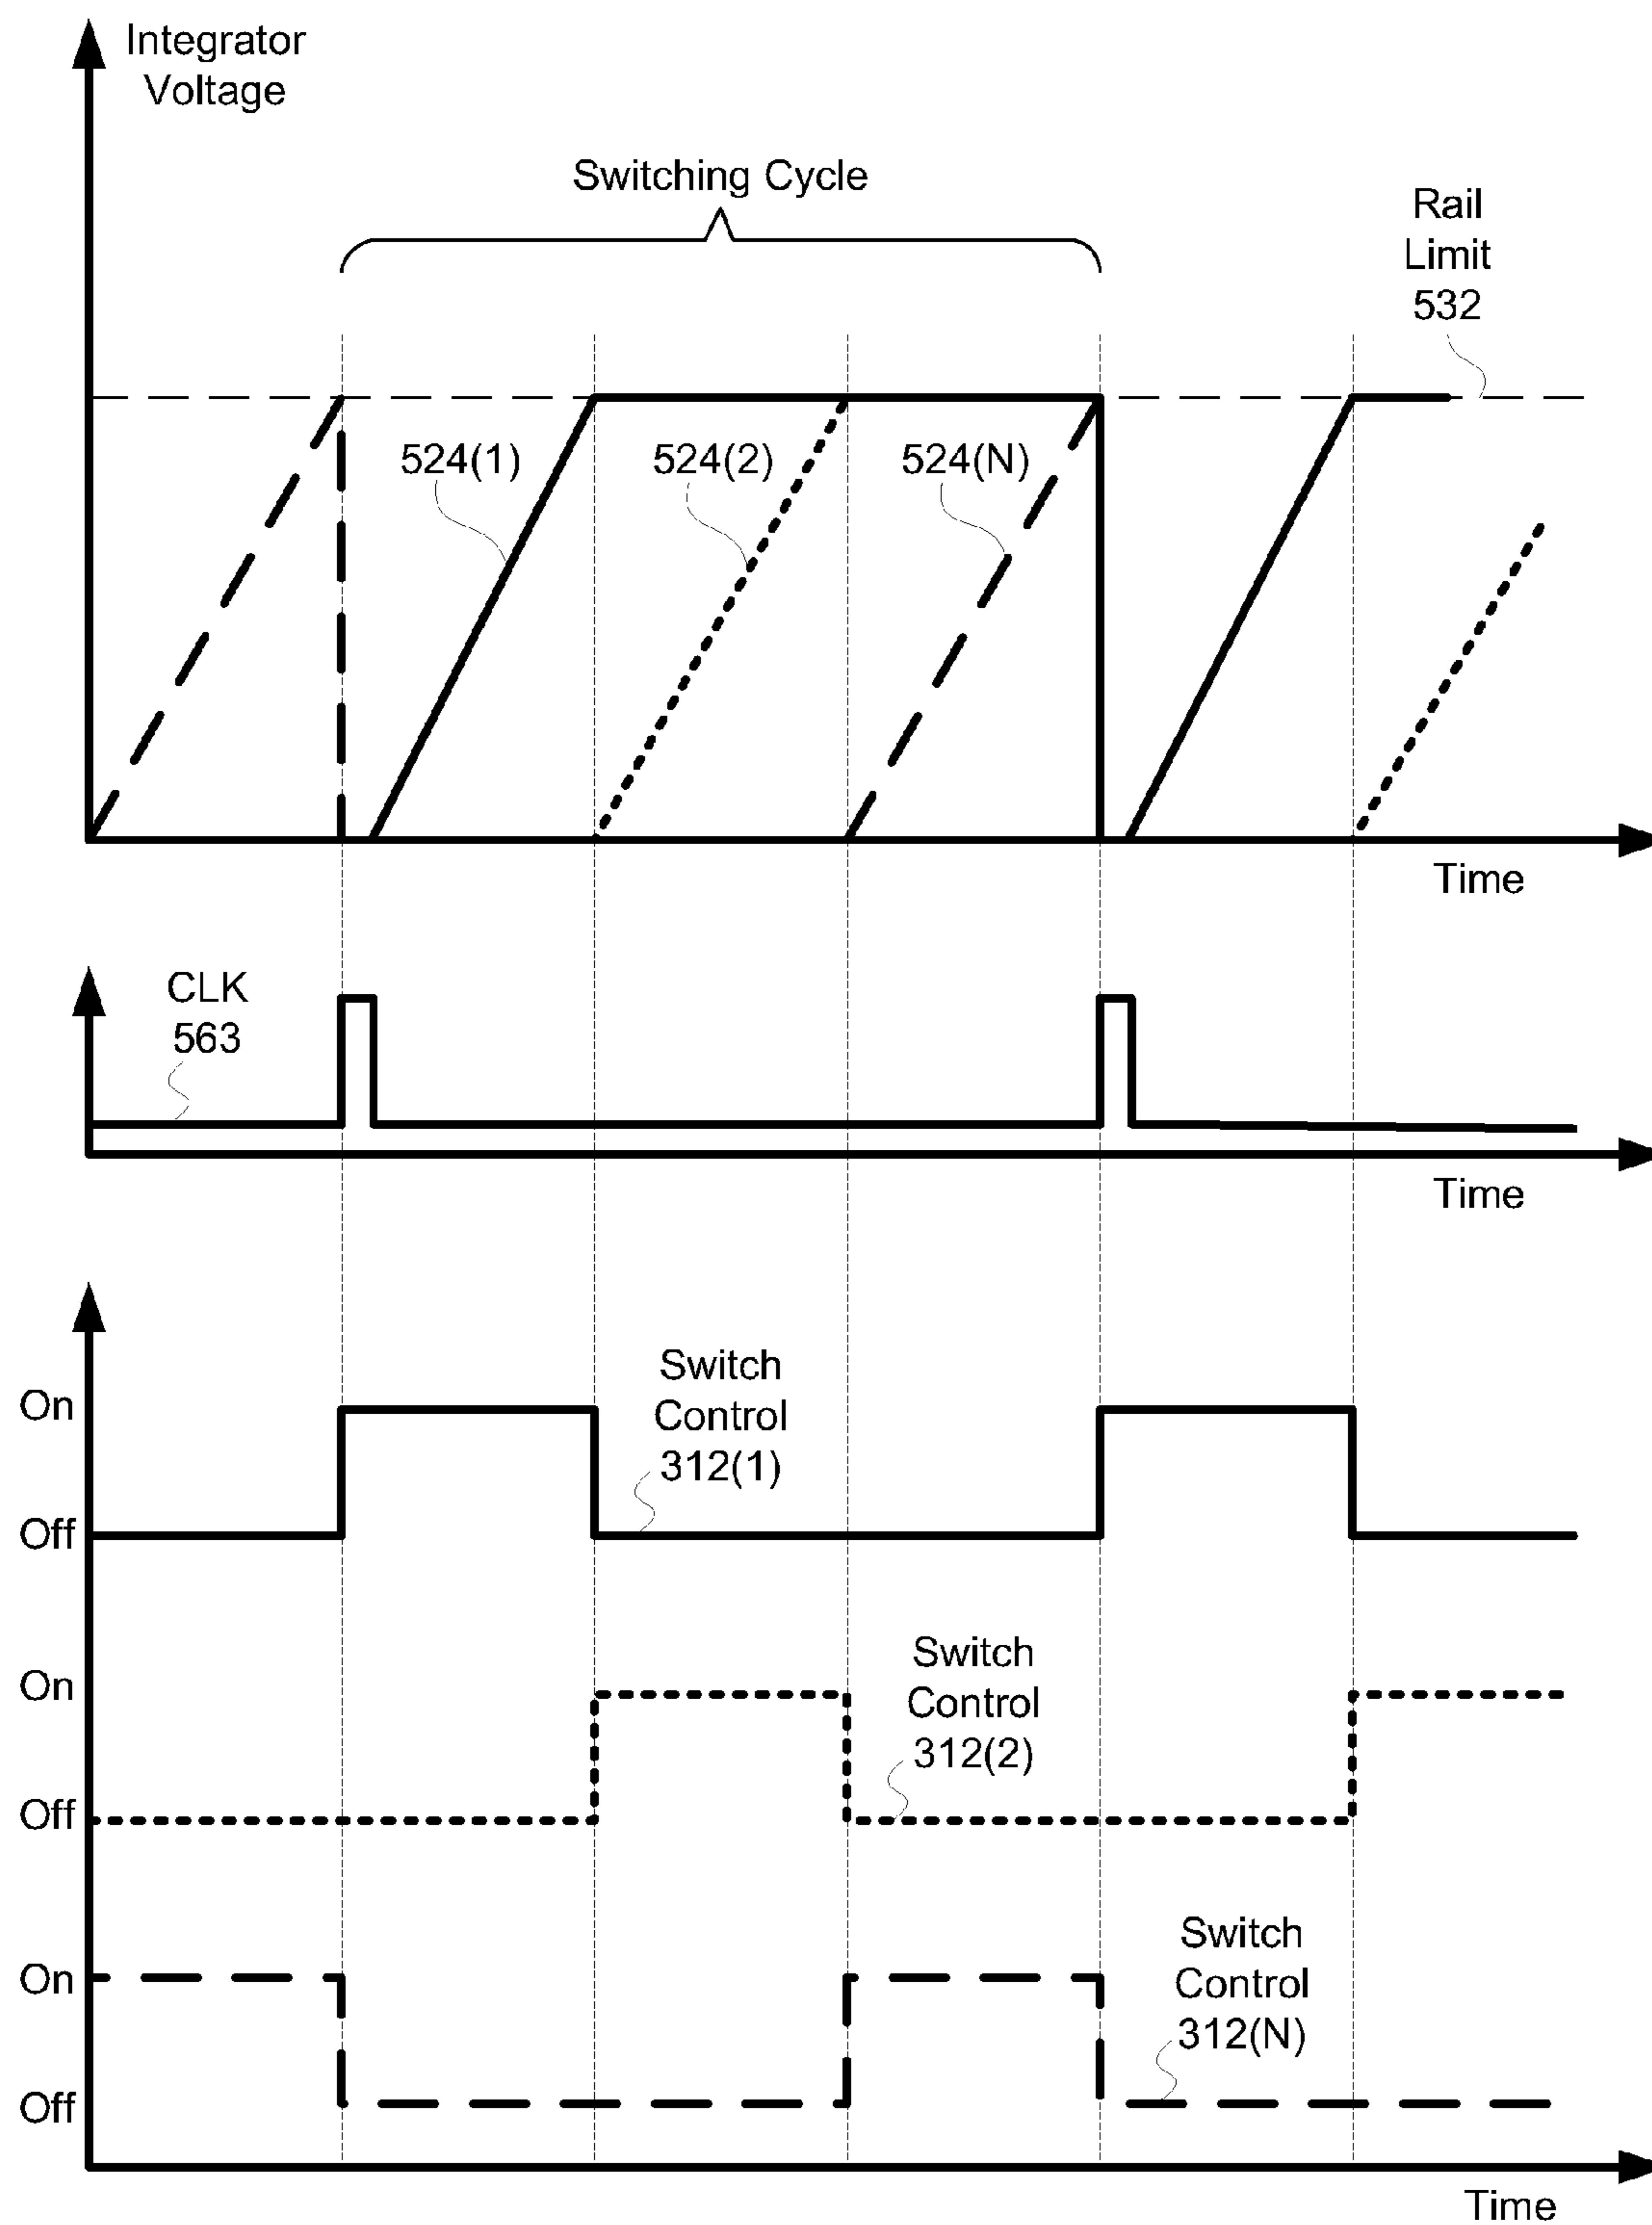 Integrator
Voltage
Switching Cycle
Rail
Limit
532
524(1)
524(2)
524(N)
Time
CLK
563
Time
Switch
Control
312(1)
On
Off
Switch
Control
312(2)
On
Off
Switch
Control
312(N)
On
Off
Time